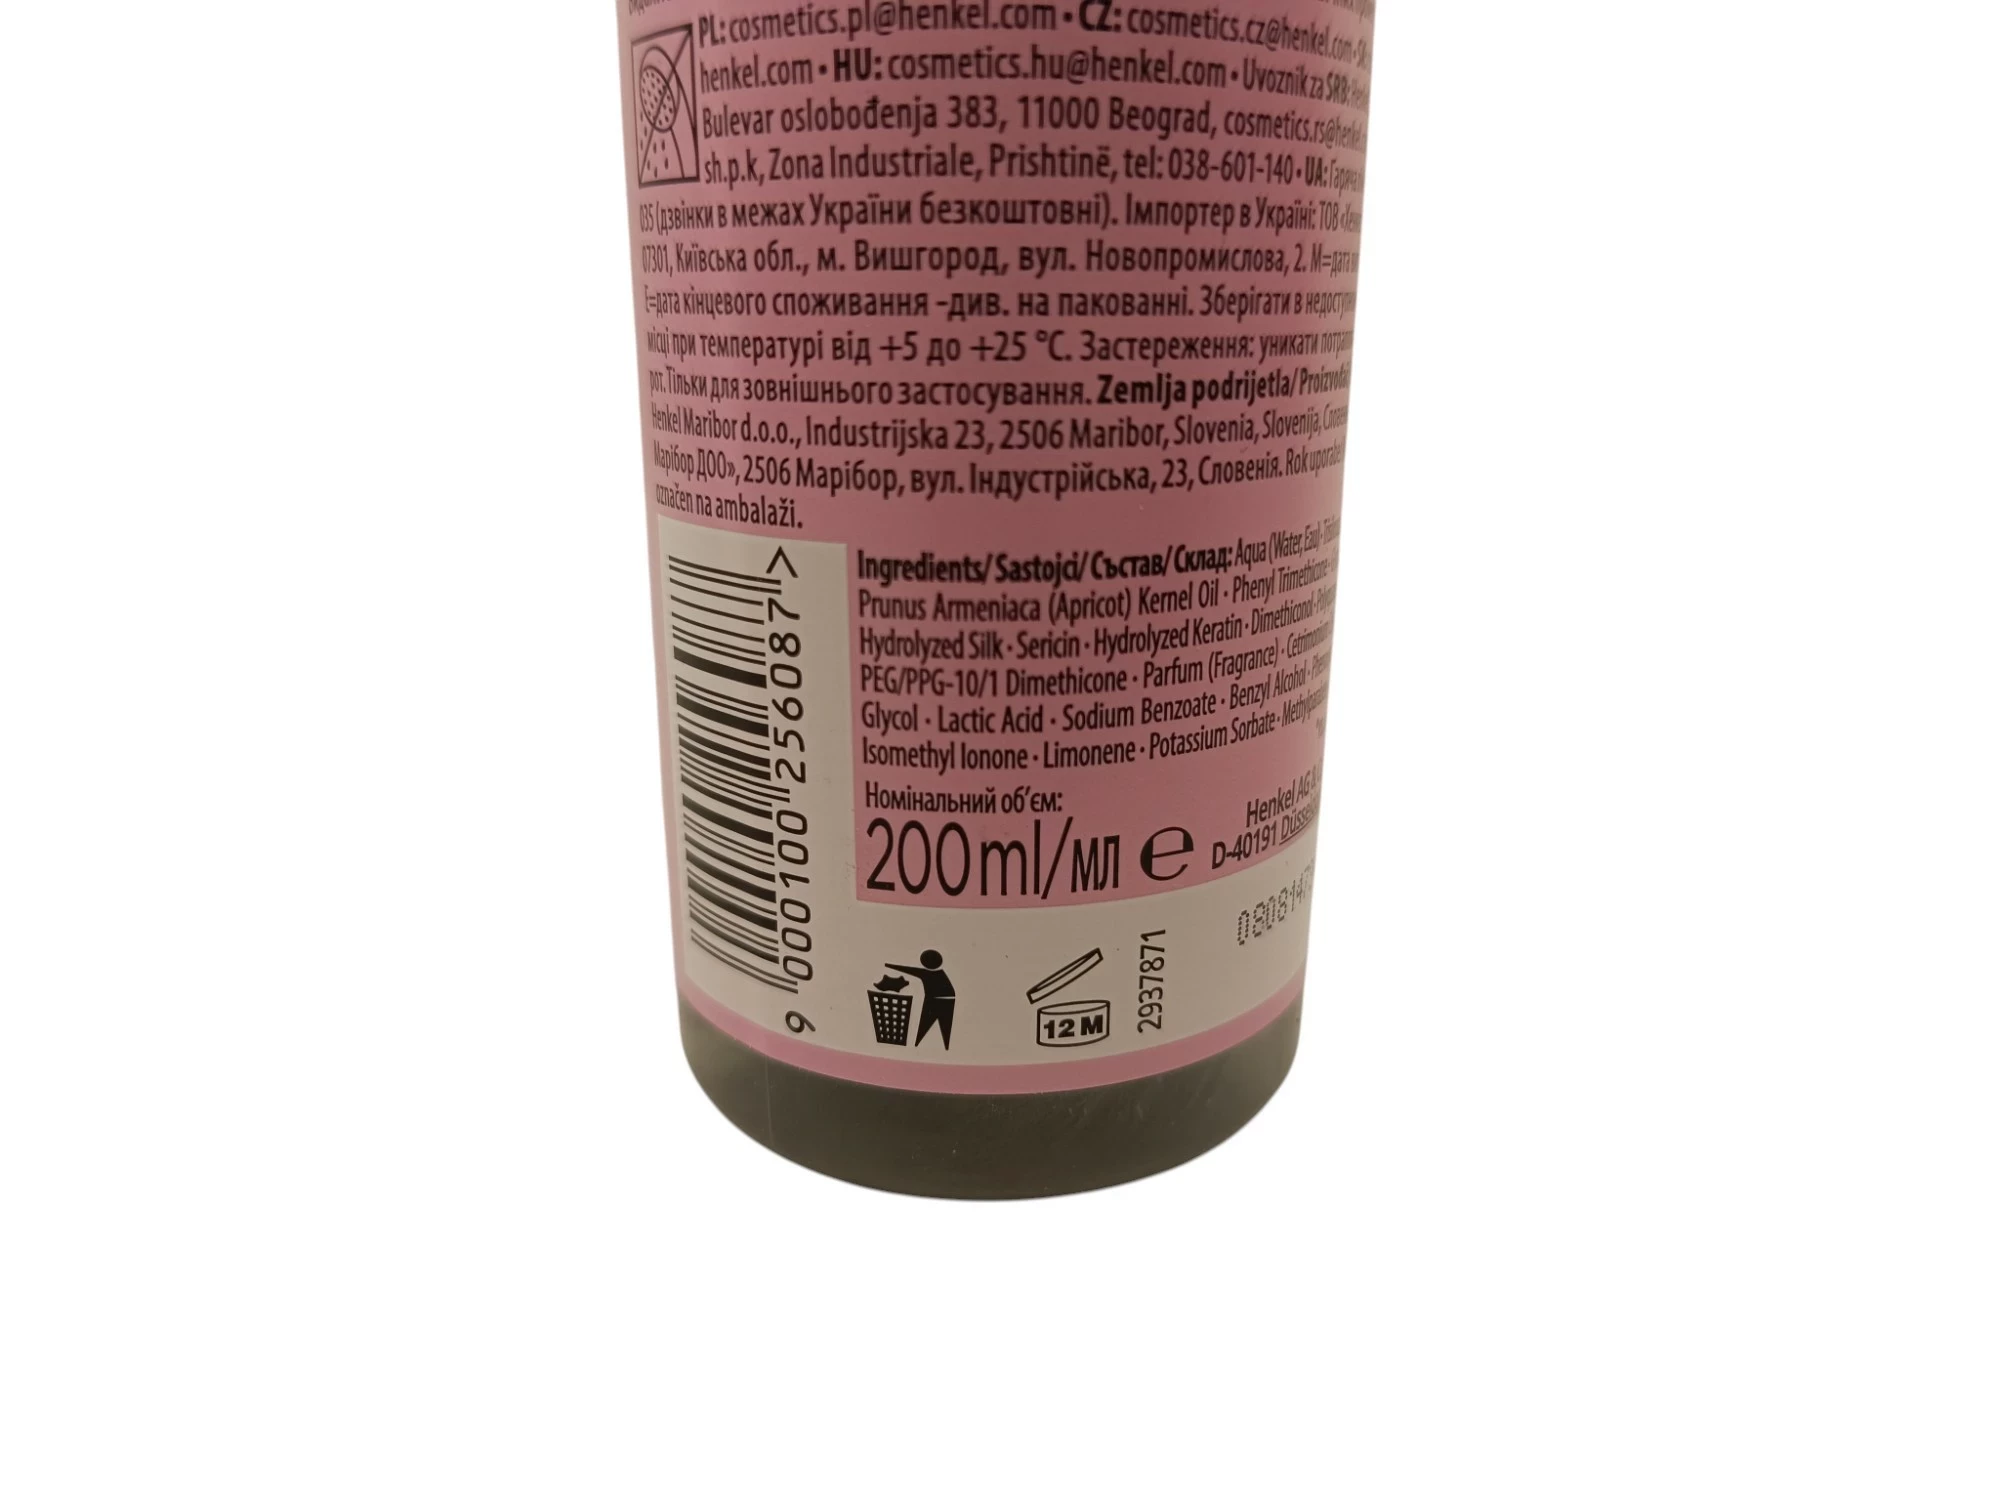 PL: cosmetics.pl@henkel.com • CZ: cosmetics.cz@henkel.com •
henkel.com • HU: cosmetics.hu@henkel.com • Uvoznik za SRB:
Bulevar oslobođenja 383, 11000 Beograd, cosmetics.rs@
sh.p.k, Zona Industriale, Prishtinë, tel: 038-601-140 • UA:
035 (дзвінки в межах України безкоштовні). Імпортер в Україні: ТОВ
07301, Київська обл., м. Вишгород, вул. Новопромислова, 2. М=дата
Е=дата кінцевого споживання –див. на пакованні. Зберігати в
місці при температурі від +5 до +25 °C. Застереження: уникати
рот. Тільки для зовнішнього застосування. Zemlja podrijetla/
Henkel Maribor d.o.o., Industrijska 23, 2506 Maribor, Slovenia, Slovenija,
Марібор ДОО», 2506 Марібор, вул. Індустрійська, 23, Словенія. Rok uporabe
označen na ambalaži.
Ingredients/ Sastojci/ Състав/ Склад: Aqua (Water, Eau) •
Prunus Armeniaca (Apricot) Kernel Oil • Phenyl Trimethicone •
Hydrolyzed Silk • Sericin • Hydrolyzed Keratin • Dimethiconol •
PEG/PPG-10/1 Dimethicone • Parfum (Fragrance) •
Glycol • Lactic Acid • Sodium Benzoate • Benzyl Alcohol •
Isomethyl Ionone • Limonene • Potassium Sorbate •
Номінальний об'єм:
200ml/мл e
Henkel AG &
D-40191
9 000100 256087 >
12 M
2937871